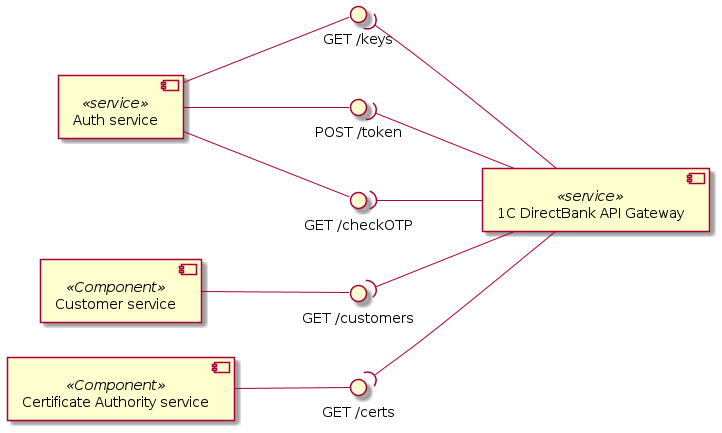 GET /keys
«service»
Auth service
POST /token
«service»
1C DirectBank API Gateway
GET /checkOTP
«Component»
Customer service
GET /customers
«Component»
Certificate Authority service
GET /certs